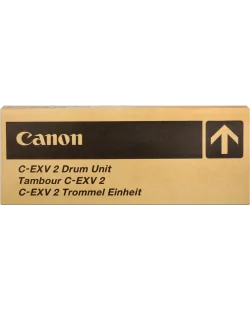 Canon
C-EXV 2 Drum Unit
Tambour C-EXV 2
C-EXV 2 Trommel Einheit